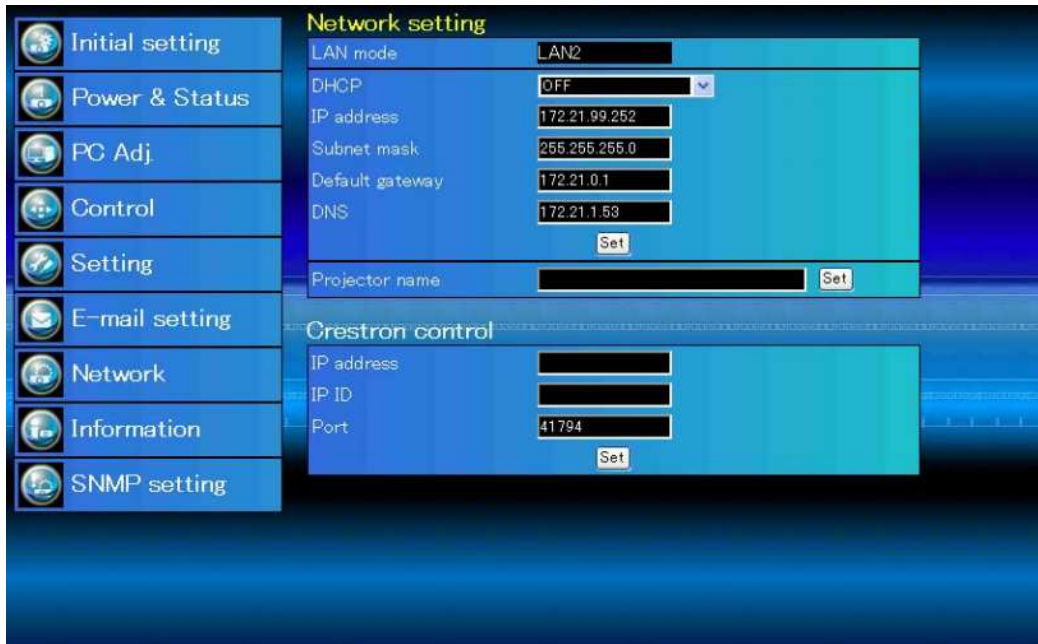 Initial setting
Power & Status
PC Adj.
Control
Setting
E-mail setting
Network
Information
SNMP setting
Network setting
LAN mode LAN2
DHCP OFF
IP address 172.21.99.252
Subnet mask 255.255.255.0
Default gateway 172.21.0.1
DNS 172.21.1.53
Set
Projector name Set
Crestron control
IP address
IP ID
Port 41794
Set